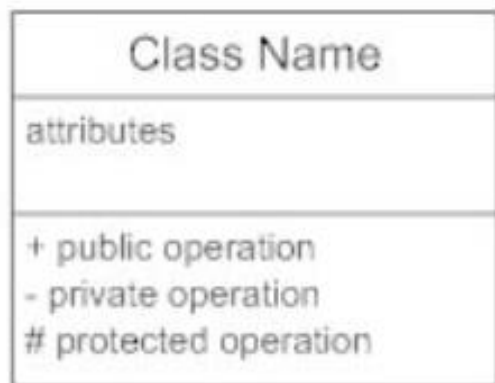 Class Name
attributes
+ public operation
- private operation
# protected operation